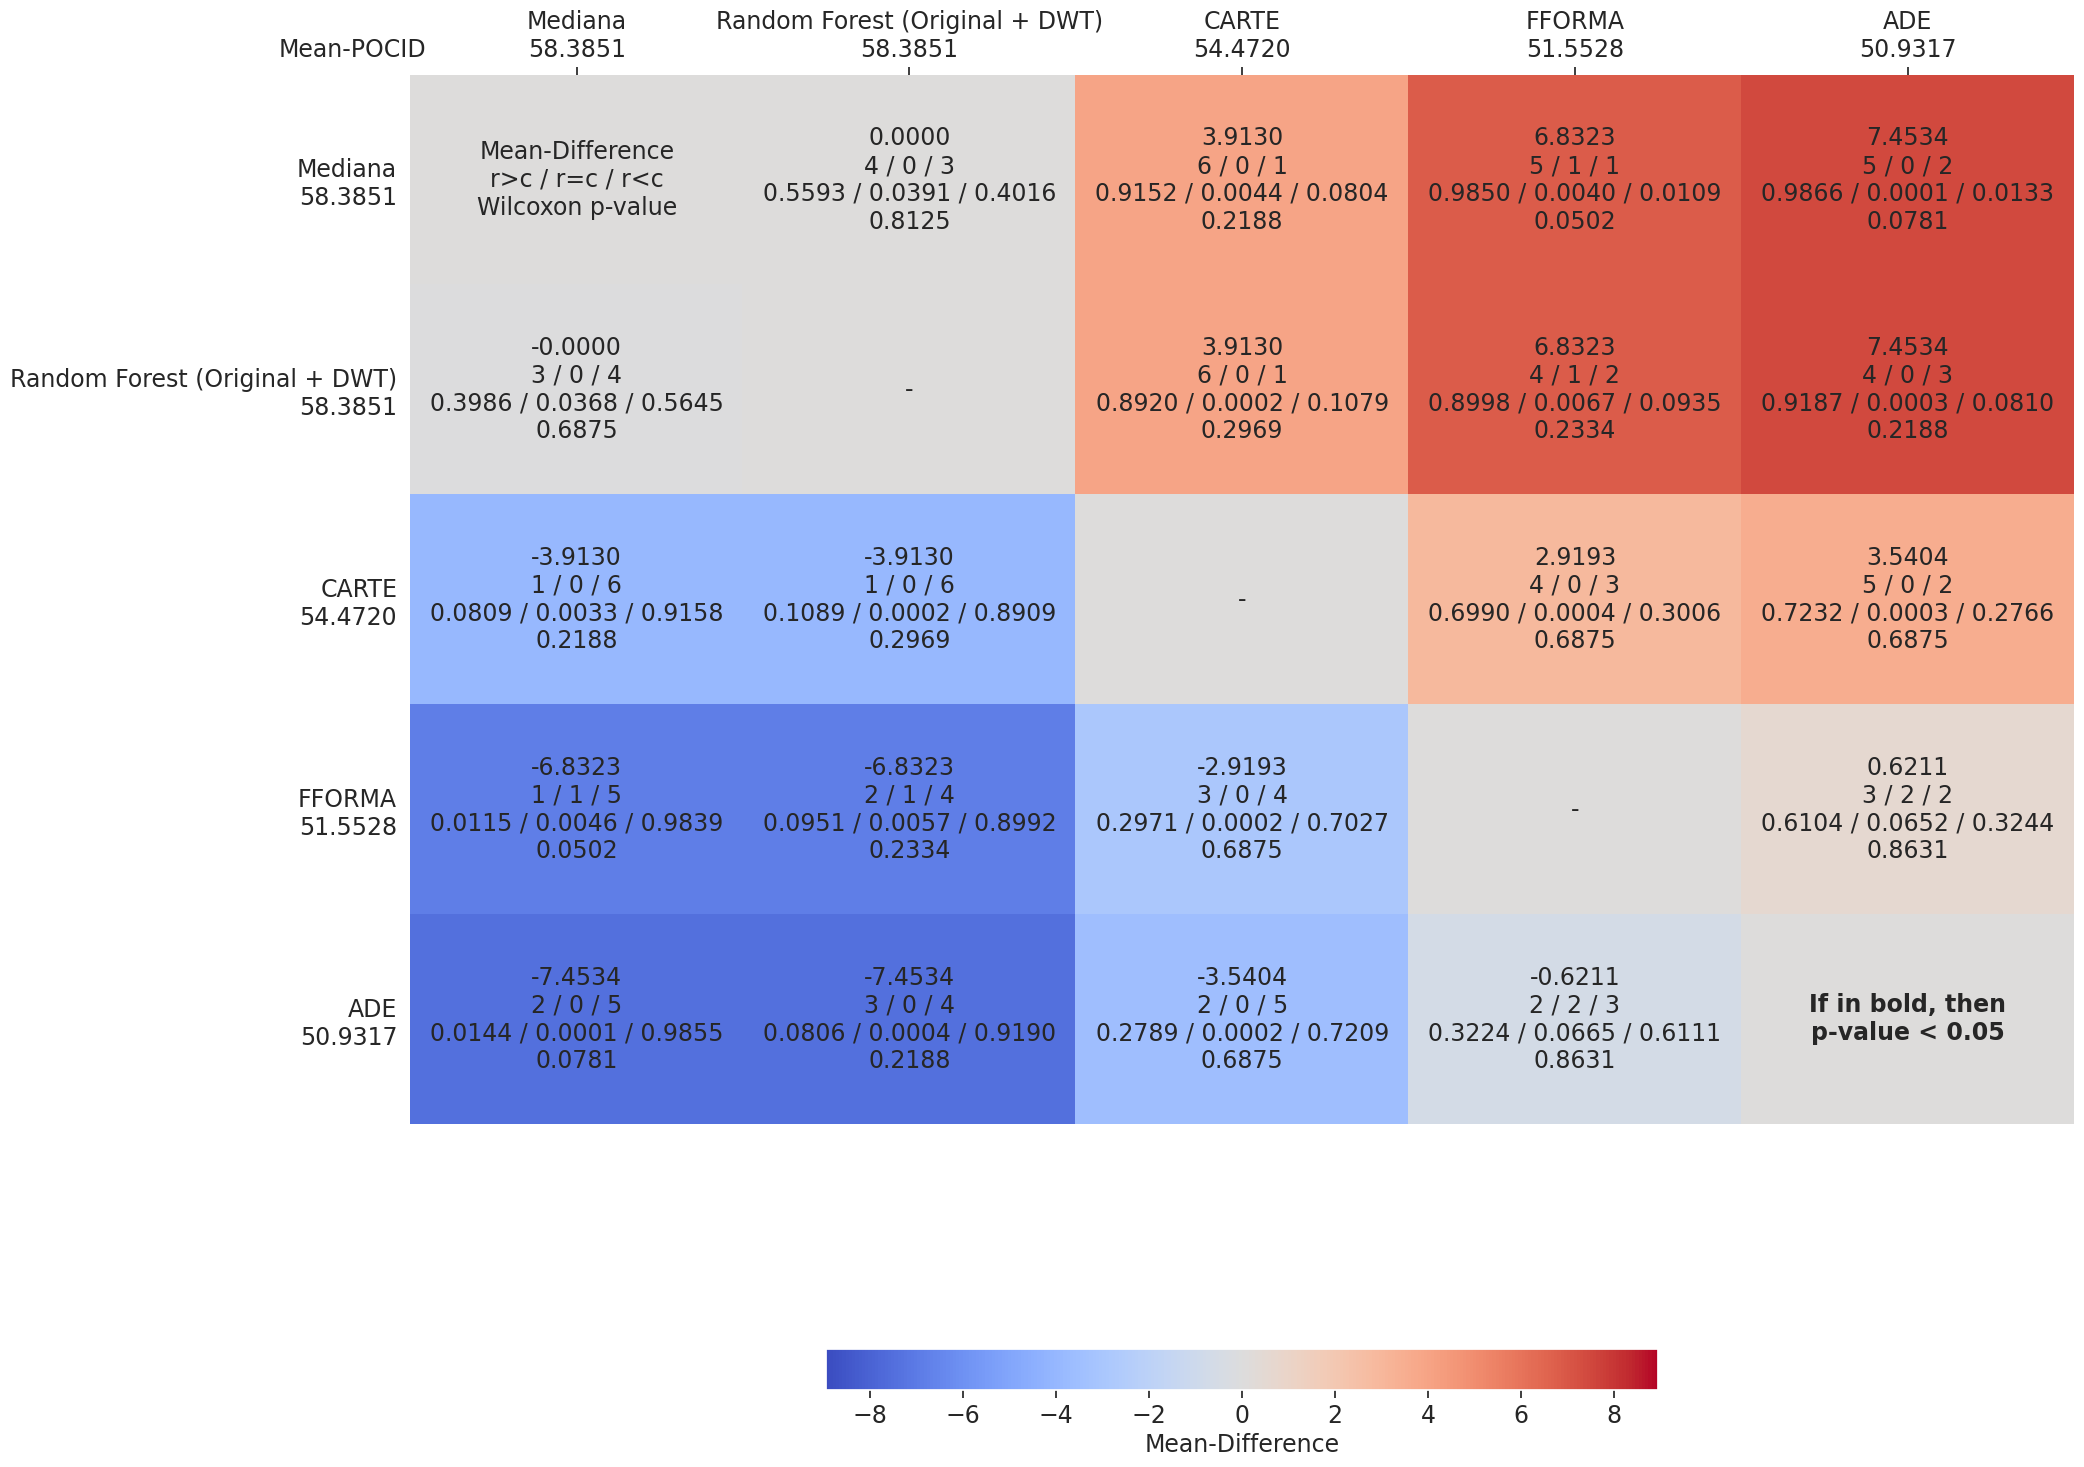 Mean-POCID
Mediana
58.3851
Random Forest (Original + DWT)
58.3851
CARTE
54.4720
FFORMA
51.5528
ADE
50.9317
Mediana
58.3851
Mean-Difference
r>c / r=c / r<c
Wilcoxon p-value
0.0000
4 / 0 / 3
0.5593 / 0.0391 / 0.4016
0.8125
3.9130
6 / 0 / 1
0.9152 / 0.0044 / 0.0804
0.2188
6.8323
5 / 1 / 1
0.9850 / 0.0040 / 0.0109
0.0502
7.4534
5 / 0 / 2
0.9866 / 0.0001 / 0.0133
0.0781
Random Forest (Original + DWT)
58.3851
-0.0000
3 / 0 / 4
0.3986 / 0.0368 / 0.5645
0.6875
-
3.9130
6 / 0 / 1
0.8920 / 0.0002 / 0.1079
0.2969
6.8323
4 / 1 / 2
0.8998 / 0.0067 / 0.0935
0.2334
7.4534
4 / 0 / 3
0.9187 / 0.0003 / 0.0810
0.2188
CARTE
54.4720
-3.9130
1 / 0 / 6
0.0809 / 0.0033 / 0.9158
0.2188
-3.9130
1 / 0 / 6
0.1089 / 0.0002 / 0.8909
0.2969
-
2.9193
4 / 0 / 3
0.6990 / 0.0004 / 0.3006
0.6875
3.5404
5 / 0 / 2
0.7232 / 0.0003 / 0.2766
0.6875
FFORMA
51.5528
-6.8323
1 / 1 / 5
0.0115 / 0.0046 / 0.9839
0.0502
-6.8323
2 / 1 / 4
0.0951 / 0.0057 / 0.8992
0.2334
-2.9193
3 / 0 / 4
0.2971 / 0.0002 / 0.7027
0.6875
-
0.6211
3 / 2 / 2
0.6104 / 0.0652 / 0.3244
0.8631
ADE
50.9317
-7.4534
2 / 0 / 5
0.0144 / 0.0001 / 0.9855
0.0781
-7.4534
3 / 0 / 4
0.0806 / 0.0004 / 0.9190
0.2188
-3.5404
2 / 0 / 5
0.2789 / 0.0002 / 0.7209
0.6875
-0.6211
2 / 2 / 3
0.3224 / 0.0665 / 0.6111
0.8631
If in bold, then
p-value < 0.05
−8 −6 −4 −2 0 2 4 6 8
Mean-Difference